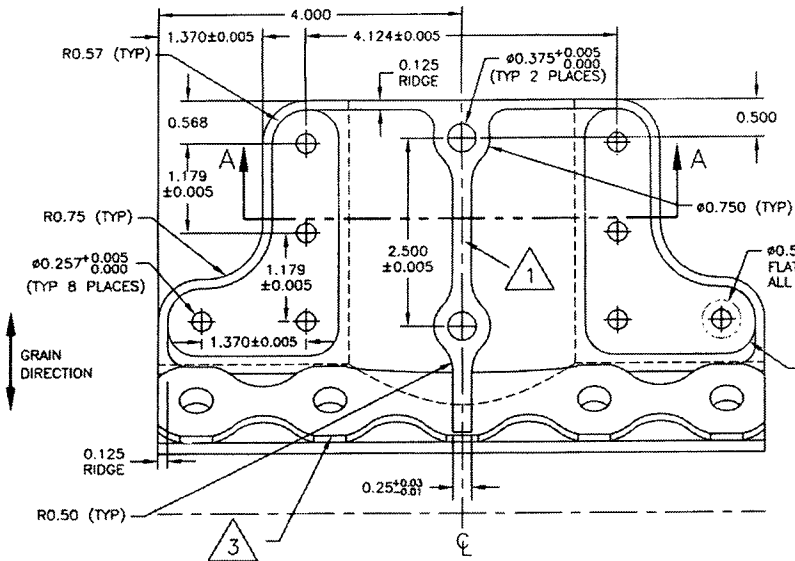 4.000
1.370±0.005
4.124±0.005
R0.57 (TYP)
0.125
RIDGE
ø0.375+0.005
0.000
(TYP 2 PLACES)
0.568
0.500
A
A
1.179
±0.005
ø0.750 (TYP)
R0.75 (TYP)
2.500
±0.005
1
ø0.257+0.005
0.000
(TYP 8 PLACES)
1.179
±0.005
ø0.5
FLAT
ALL
1.370±0.005
GRAIN
DIRECTION
0.125
RIDGE
0.25+0.03
-0.01
R0.50 (TYP)
3
℄